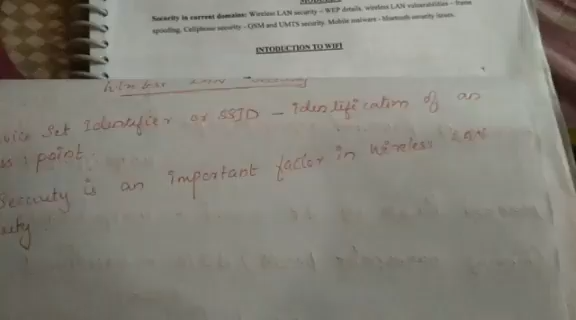 Security in current domains: Wireless LAN security – WEP details. wireless LAN vulnerabilities – frame
spoofing. Cellphone security - GSM and UMTS security. Mobile malware - bluetooth security issues.
INTODUCTION TO WIFI
Set Identifier or SSID - identification of an
point
Security is an important factor in wireless LAN